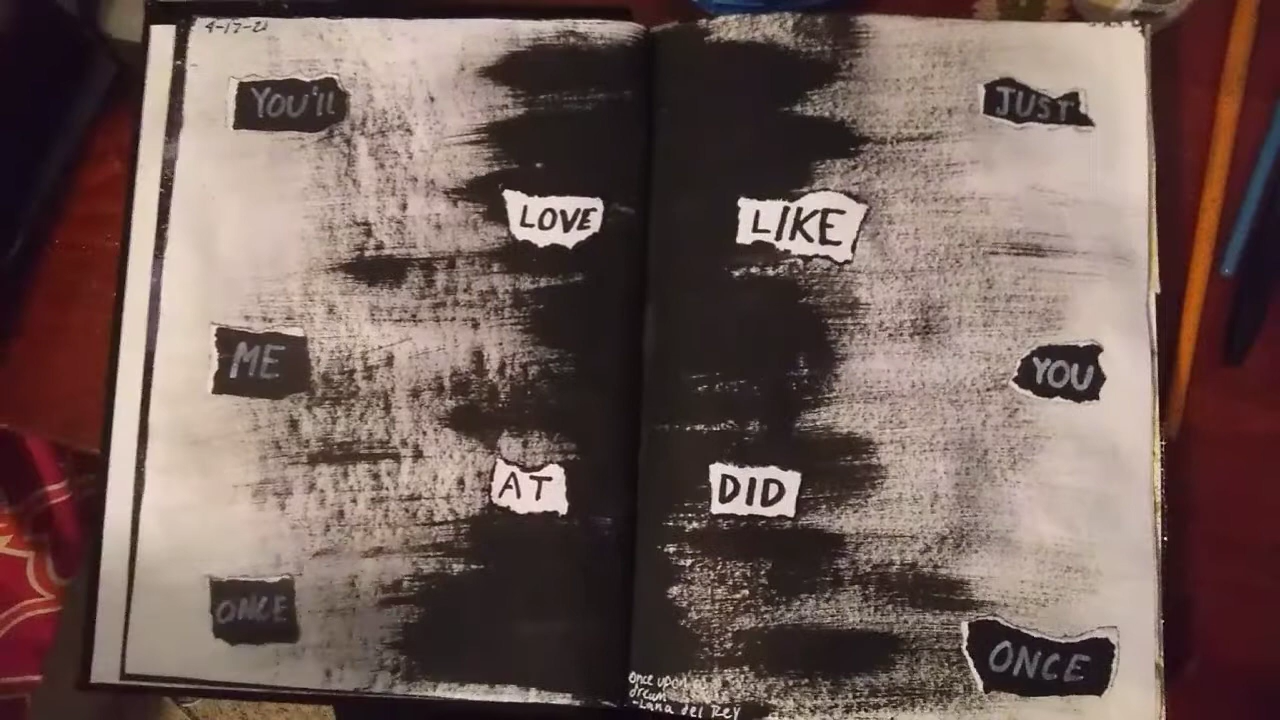 4-17-21
YOU'll
LOVE
ME
AT
ONCE
JUST
LIKE
YOU
DID
ONCE
once upon a
dream
-Lana del Rey